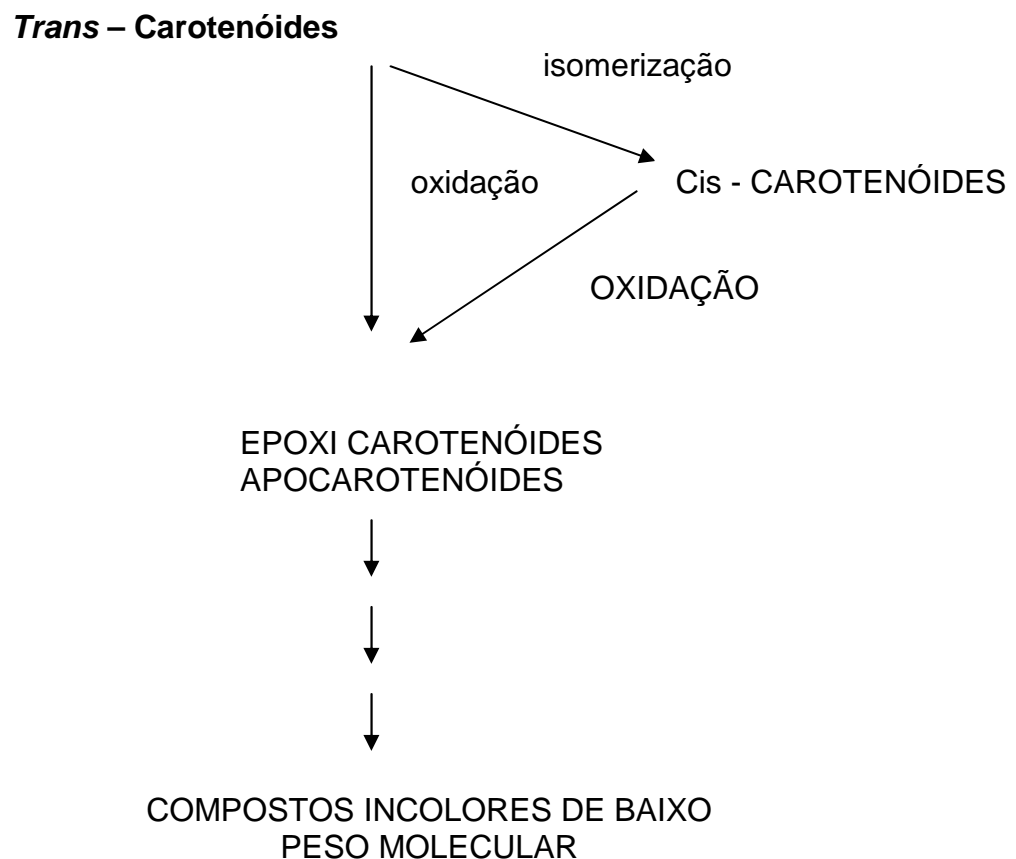 Trans – Carotenóides
isomerização
oxidação
Cis - CAROTENÓIDES
OXIDAÇÃO
EPOXI CAROTENÓIDES
APOCAROTENÓIDES
COMPOSTOS INCOLORES DE BAIXO
PESO MOLECULAR